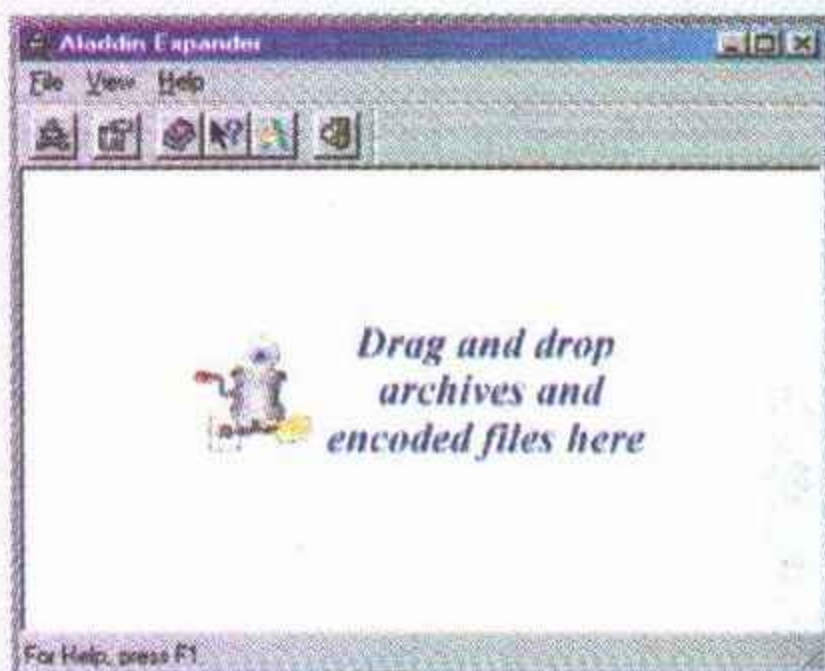 Aladdin Expander
File View Help
Drag and drop
archives and
encoded files here
For Help, press F1